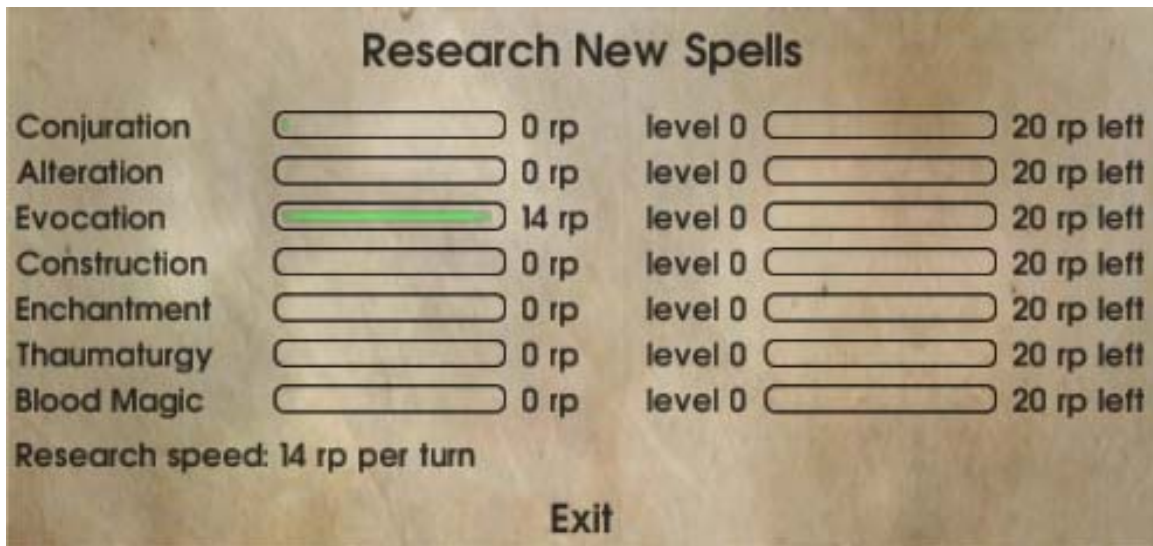 Research New Spells
Conjuration 0 rp level 0 20 rp left
Alteration 0 rp level 0 20 rp left
Evocation 14 rp level 0 20 rp left
Construction 0 rp level 0 20 rp left
Enchantment 0 rp level 0 20 rp left
Thaumaturgy 0 rp level 0 20 rp left
Blood Magic 0 rp level 0 20 rp left
Research speed: 14 rp per turn
Exit